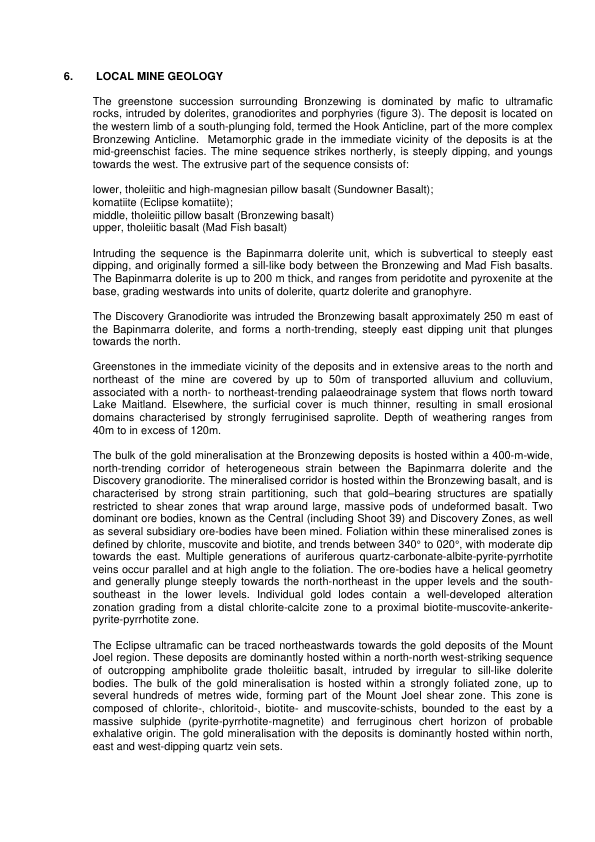 6. LOCAL MINE GEOLOGY
The greenstone succession surrounding Bronzewing is dominated by mafic to ultramafic
rocks, intruded by dolerites, granodiorites and porphyries (figure 3). The deposit is located on
the western limb of a south-plunging fold, termed the Hook Anticline, part of the more complex
Bronzewing Anticline. Metamorphic grade in the immediate vicinity of the deposits is at the
mid-greenschist facies. The mine sequence strikes northerly, is steeply dipping, and youngs
towards the west. The extrusive part of the sequence consists of:
lower, tholeiitic and high-magnesian pillow basalt (Sundowner Basalt);
komatiite (Eclipse komatiite);
middle, tholeiitic pillow basalt (Bronzewing basalt)
upper, tholeiitic basalt (Mad Fish basalt)
Intruding the sequence is the Bapinmarra dolerite unit, which is subvertical to steeply east
dipping, and originally formed a sill-like body between the Bronzewing and Mad Fish basalts.
The Bapinmarra dolerite is up to 200 m thick, and ranges from peridotite and pyroxenite at the
base, grading westwards into units of dolerite, quartz dolerite and granophyre.
The Discovery Granodiorite was intruded the Bronzewing basalt approximately 250 m east of
the Bapinmarra dolerite, and forms a north-trending, steeply east dipping unit that plunges
towards the north.
Greenstones in the immediate vicinity of the deposits and in extensive areas to the north and
northeast of the mine are covered by up to 50m of transported alluvium and colluvium,
associated with a north- to northeast-trending palaeodrainage system that flows north toward
Lake Maitland. Elsewhere, the surficial cover is much thinner, resulting in small erosional
domains characterised by strongly ferruginised saprolite. Depth of weathering ranges from
40m to in excess of 120m.
The bulk of the gold mineralisation at the Bronzewing deposits is hosted within a 400-m-wide,
north-trending corridor of heterogeneous strain between the Bapinmarra dolerite and the
Discovery granodiorite. The mineralised corridor is hosted within the Bronzewing basalt, and is
characterised by strong strain partitioning, such that gold–bearing structures are spatially
restricted to shear zones that wrap around large, massive pods of undeformed basalt. Two
dominant ore bodies, known as the Central (including Shoot 39) and Discovery Zones, as well
as several subsidiary ore-bodies have been mined. Foliation within these mineralised zones is
defined by chlorite, muscovite and biotite, and trends between 340° to 020°, with moderate dip
towards the east. Multiple generations of auriferous quartz-carbonate-albite-pyrite-pyrrhotite
veins occur parallel and at high angle to the foliation. The ore-bodies have a helical geometry
and generally plunge steeply towards the north-northeast in the upper levels and the south-
southeast in the lower levels. Individual gold lodes contain a well-developed alteration
zonation grading from a distal chlorite-calcite zone to a proximal biotite-muscovite-ankerite-
pyrite-pyrrhotite zone.
The Eclipse ultramafic can be traced northeastwards towards the gold deposits of the Mount
Joel region. These deposits are dominantly hosted within a north-north west-striking sequence
of outcropping amphibolite grade tholeiitic basalt, intruded by irregular to sill-like dolerite
bodies. The bulk of the gold mineralisation is hosted within a strongly foliated zone, up to
several hundreds of metres wide, forming part of the Mount Joel shear zone. This zone is
composed of chlorite-, chloritoid-, biotite- and muscovite-schists, bounded to the east by a
massive sulphide (pyrite-pyrrhotite-magnetite) and ferruginous chert horizon of probable
exhalative origin. The gold mineralisation with the deposits is dominantly hosted within north,
east and west-dipping quartz vein sets.